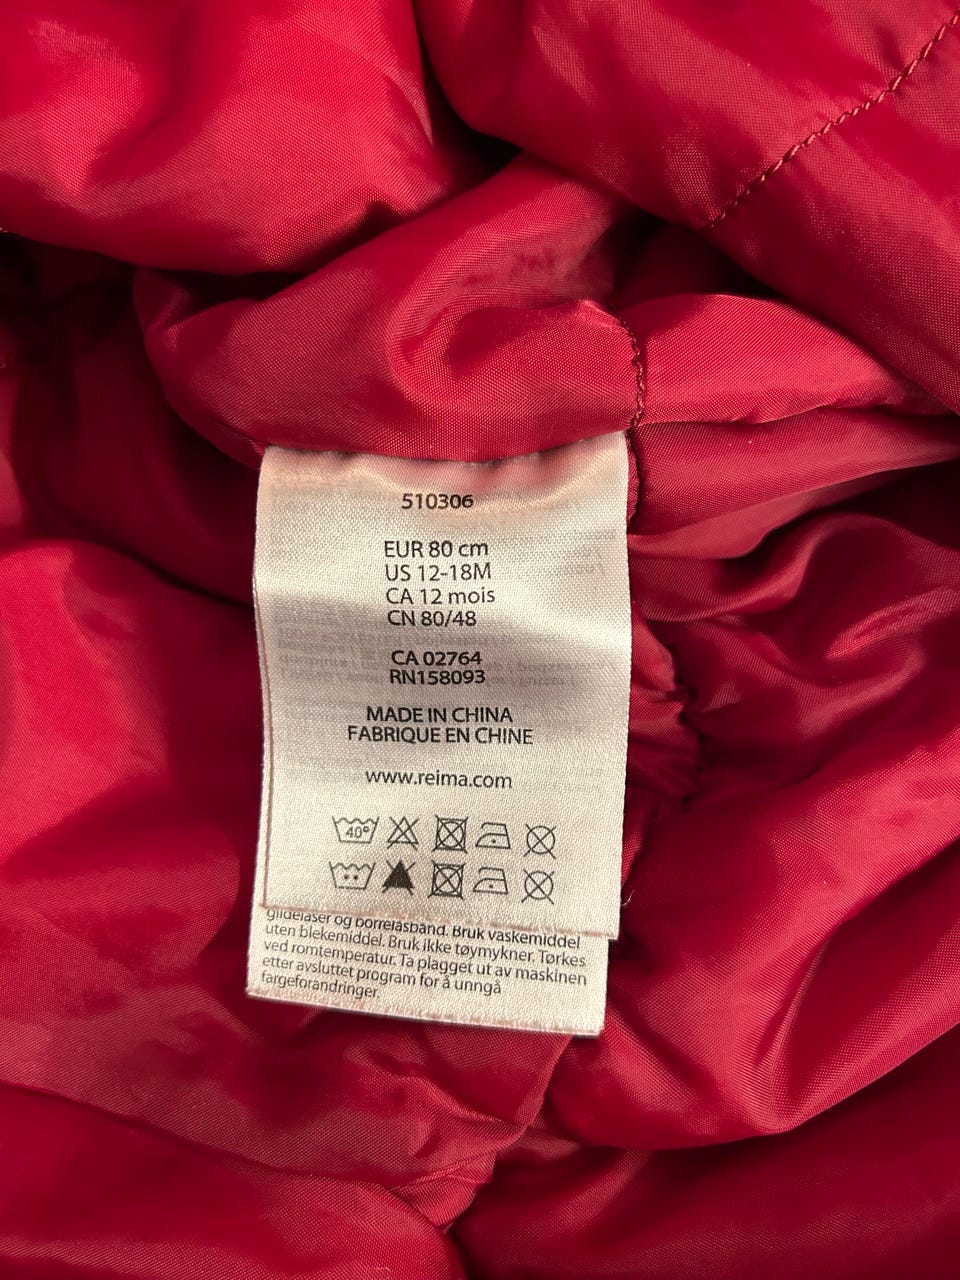 510306
EUR 80 cm
US 12-18M
CA 12 mois
CN 80/48
CA 02764
RN158093
MADE IN CHINA
FABRIQUE EN CHINE
www.reima.com
40°
glidelåser og borrelåsbånd. Bruk vaskemiddel
uten blekemiddel. Bruk ikke tøymykner. Tørkes
ved romtemperatur. Ta plagget ut av maskinen
etter avsluttet program for å unngå
fargeforandringer.